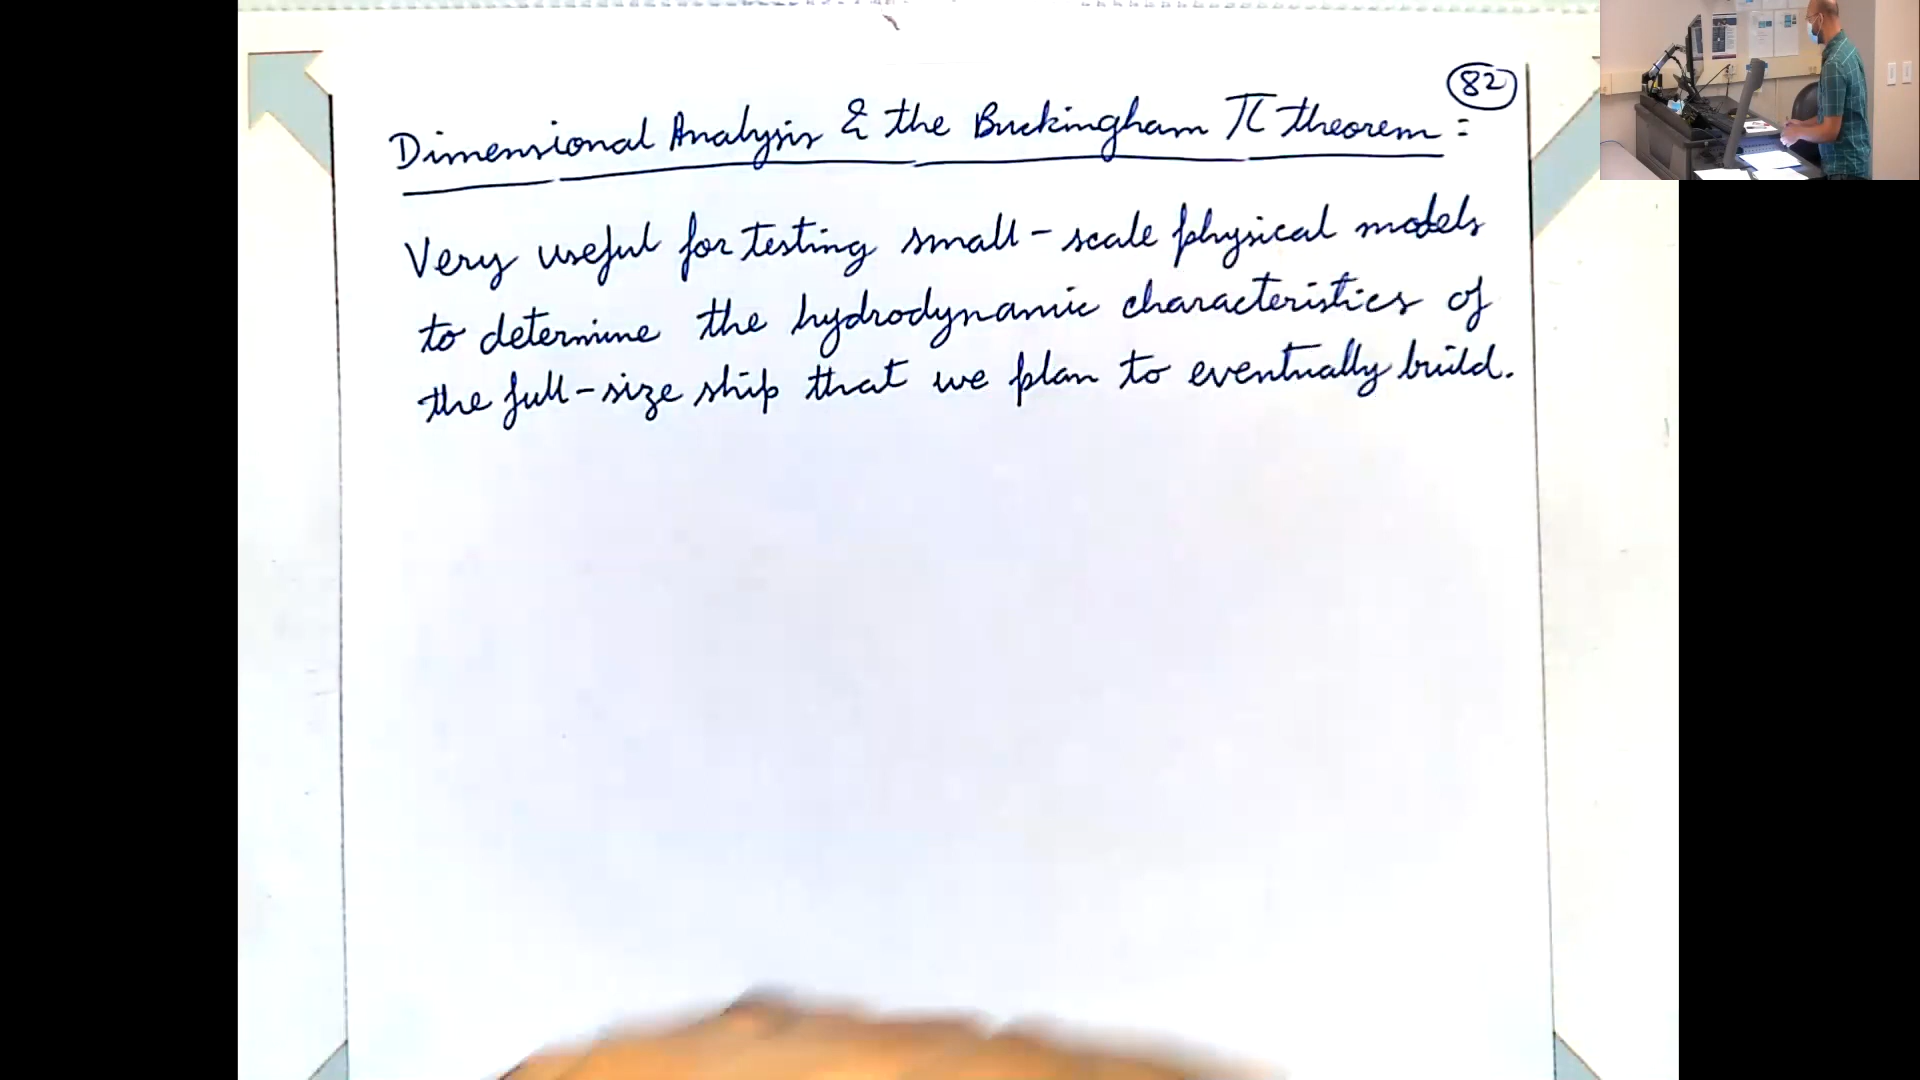 82
Dimensional Analysis & the Buckingham π theorem :
Very useful for testing small-scale physical models
to determine the hydrodynamic characteristics of
the full-size ship that we plan to eventually build.